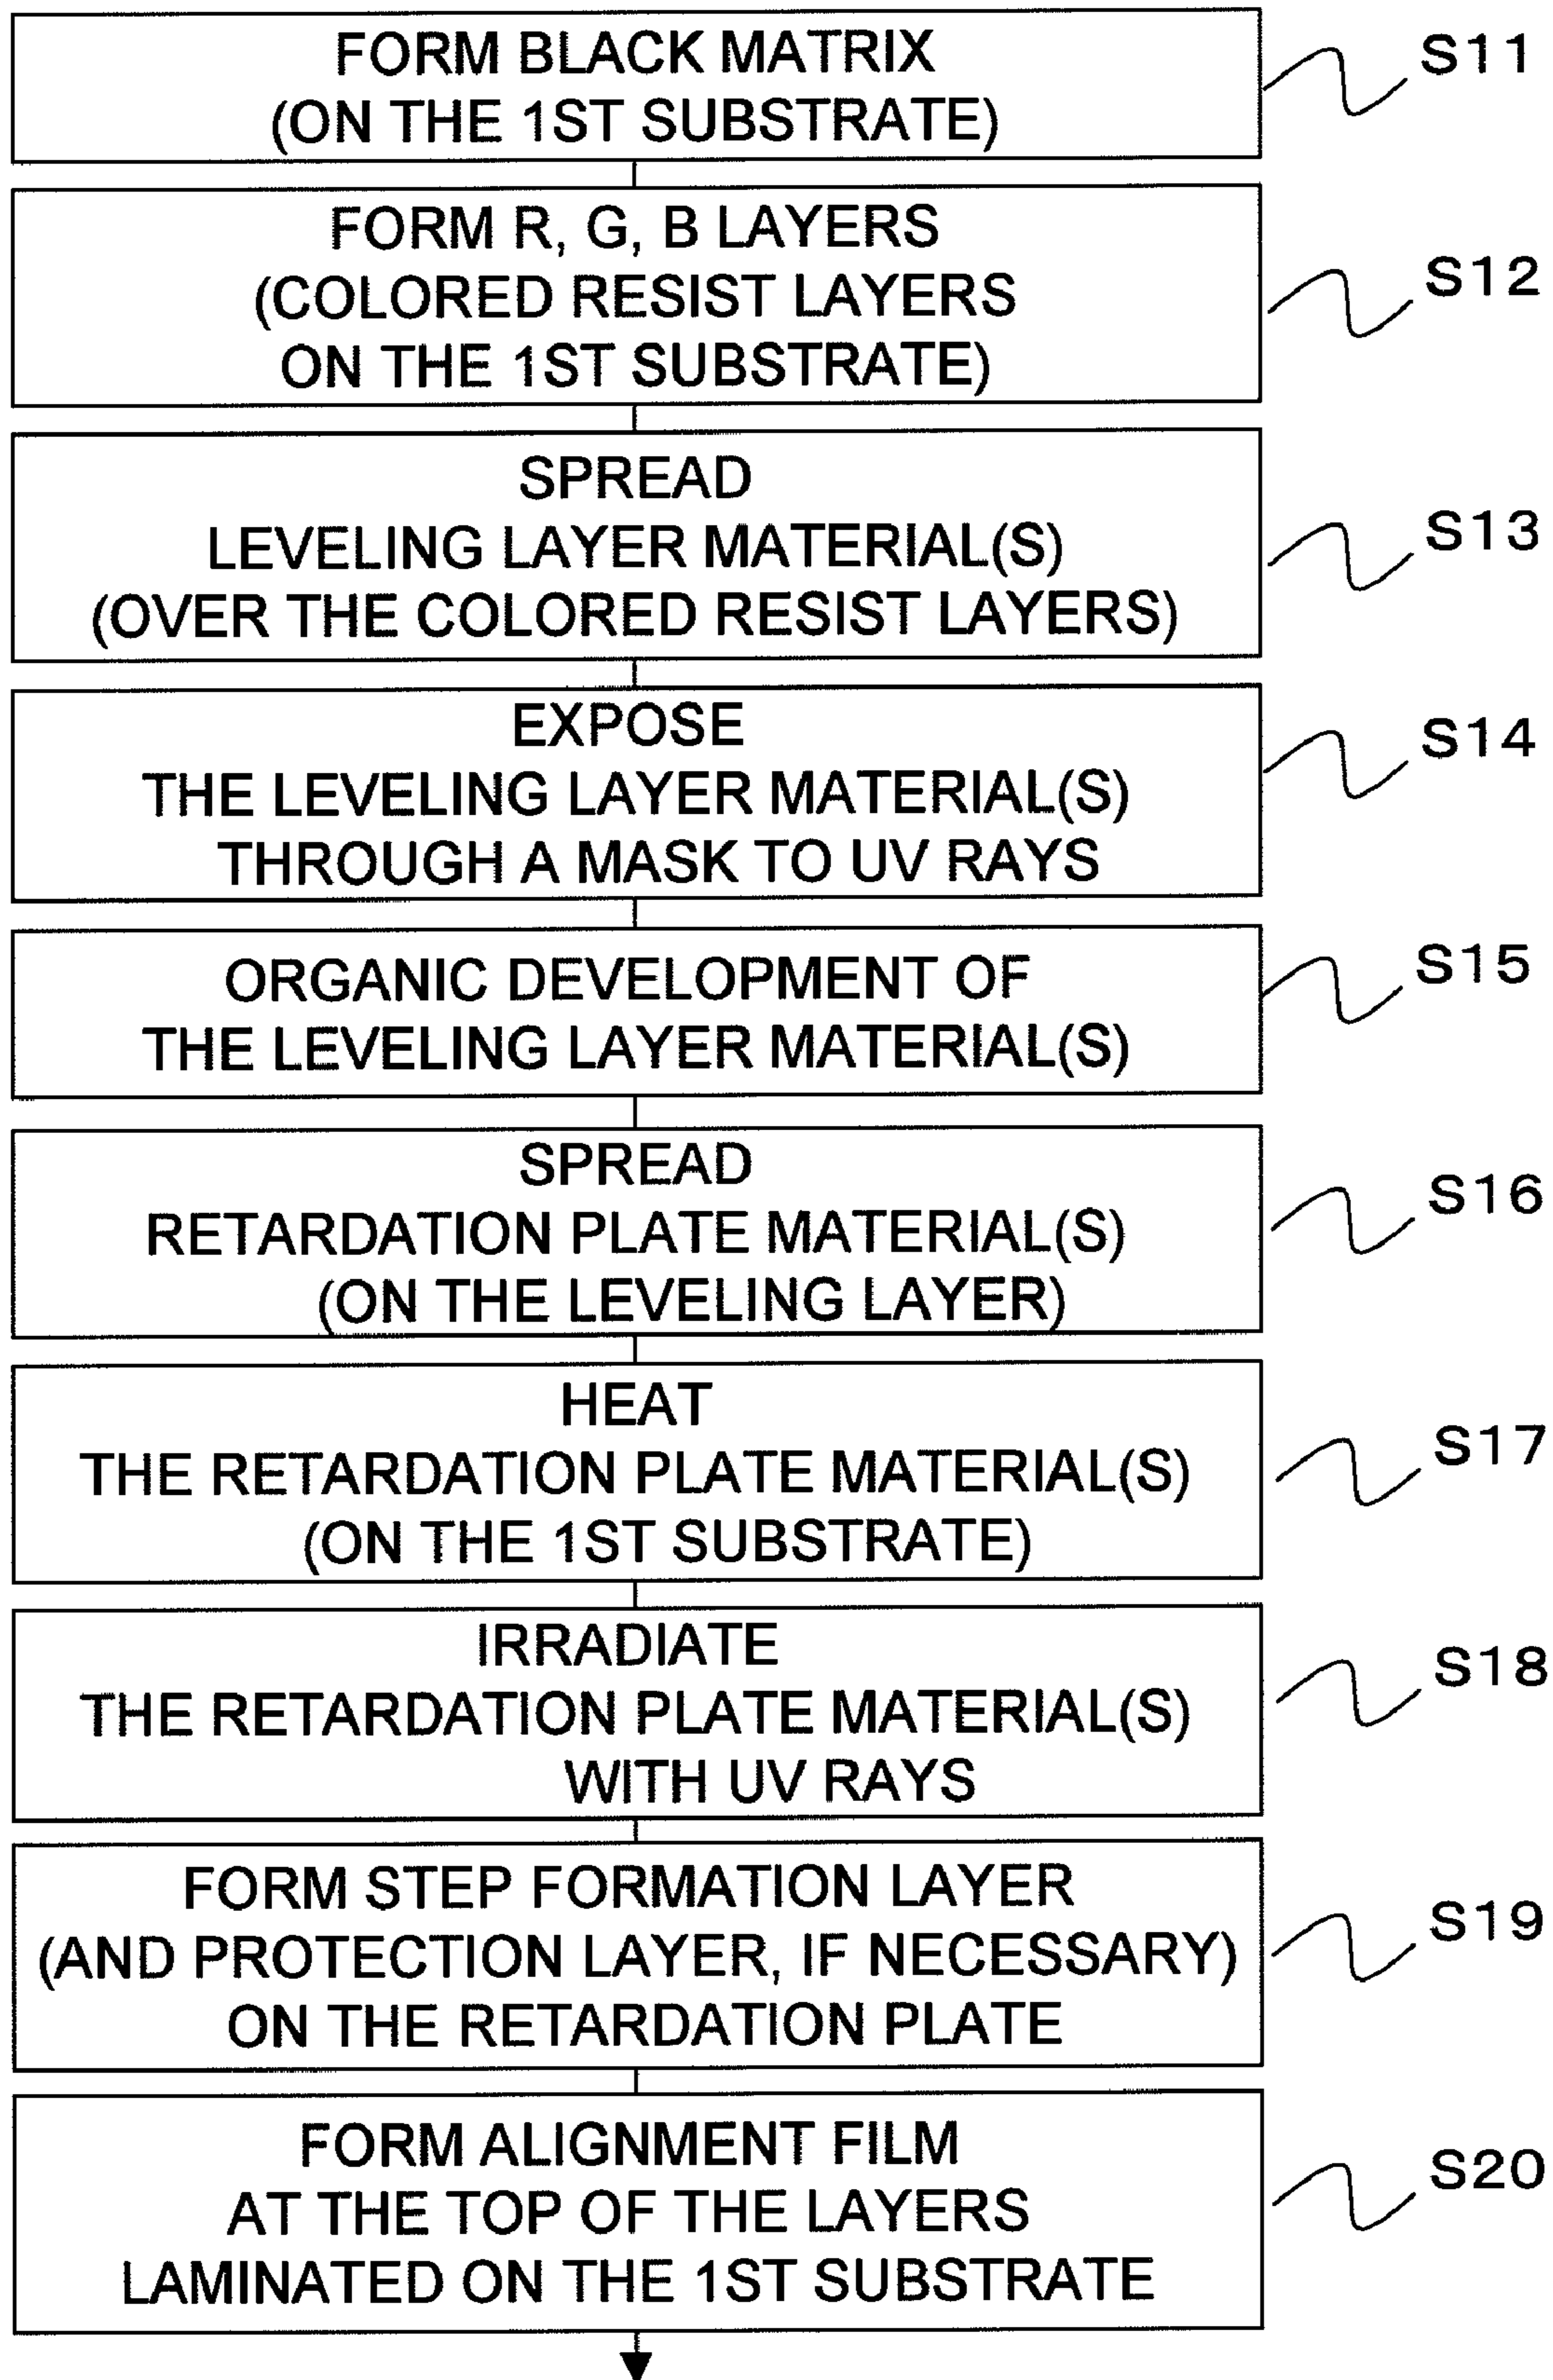 FORM BLACK MATRIX
(ON THE 1ST SUBSTRATE)
S11
FORM R, G, B LAYERS
(COLORED RESIST LAYERS
ON THE 1ST SUBSTRATE)
S12
SPREAD
LEVELING LAYER MATERIAL(S)
(OVER THE COLORED RESIST LAYERS)
S13
EXPOSE
THE LEVELING LAYER MATERIAL(S)
THROUGH A MASK TO UV RAYS
S14
ORGANIC DEVELOPMENT OF
THE LEVELING LAYER MATERIAL(S)
S15
SPREAD
RETARDATION PLATE MATERIAL(S)
(ON THE LEVELING LAYER)
S16
HEAT
THE RETARDATION PLATE MATERIAL(S)
(ON THE 1ST SUBSTRATE)
S17
IRRADIATE
THE RETARDATION PLATE MATERIAL(S)
WITH UV RAYS
S18
FORM STEP FORMATION LAYER
(AND PROTECTION LAYER, IF NECESSARY)
ON THE RETARDATION PLATE
S19
FORM ALIGNMENT FILM
AT THE TOP OF THE LAYERS
LAMINATED ON THE 1ST SUBSTRATE
S20